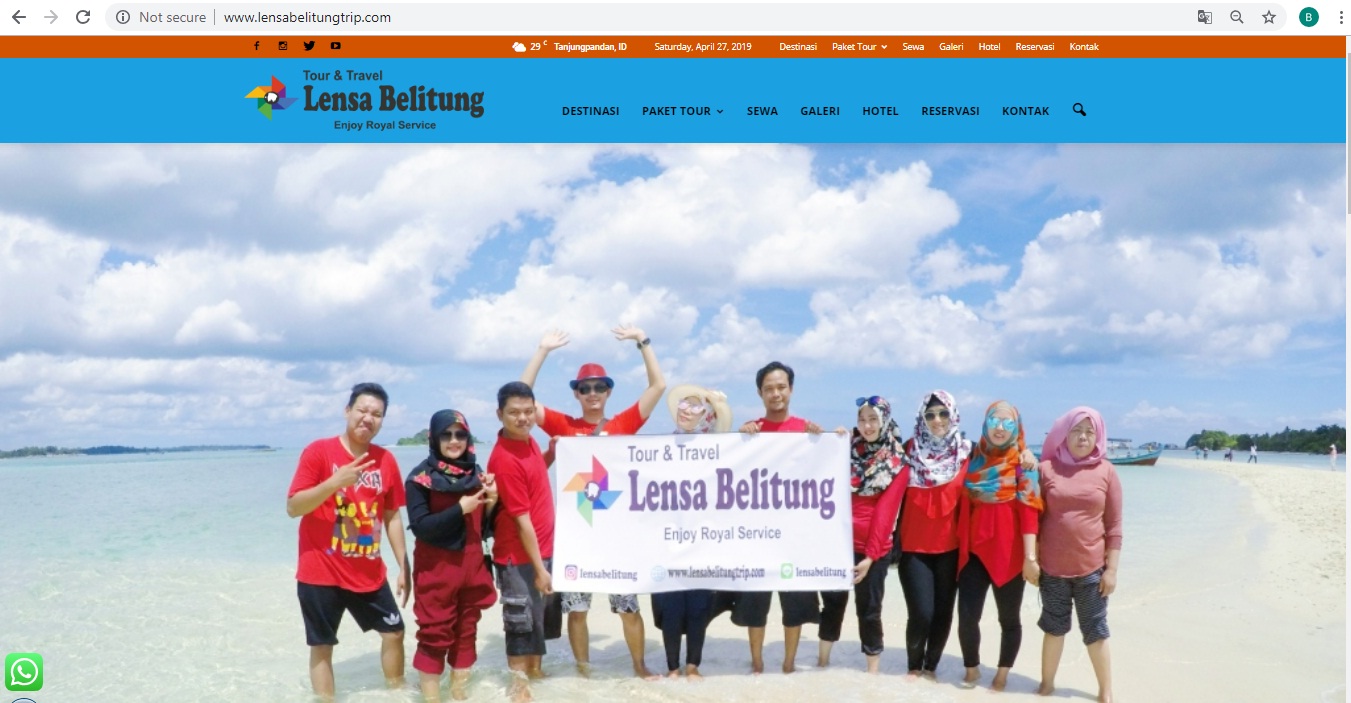 Not secure
www.lensabelitungtrip.com
B
29 C Tanjungpandan, ID
Saturday, April 27, 2019
Destinasi
Paket Tour
Sewa
Galeri
Hotel
Reservasi
Kontak
Tour & Travel
Lensa Belitung
Enjoy Royal Service
DESTINASI
PAKET TOUR
SEWA
GALERI
HOTEL
RESERVASI
KONTAK
Tour & Travel
Lensa Belitung
Enjoy Royal Service
lensabelitung
www.lensabelitungtrip.com
lensabelitung